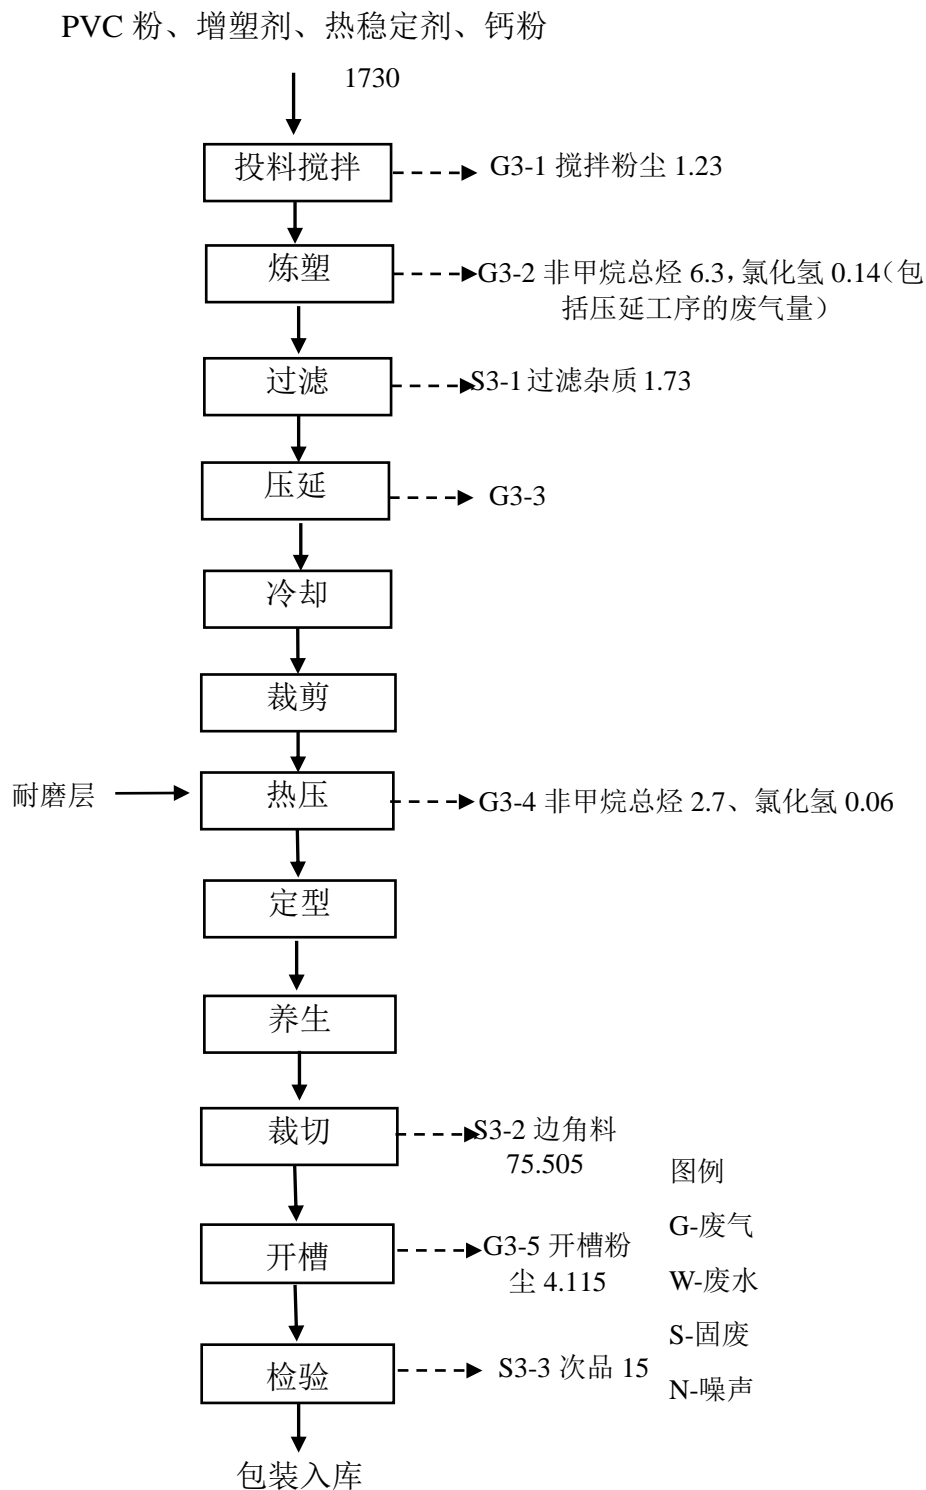 PVC 粉、增塑剂、热稳定剂、钙粉
1730
投料搅拌
G3-1 搅拌粉尘 1.23
炼塑
G3-2 非甲烷总烃 6.3，氯化氢 0.14（包
括压延工序的废气量）
过滤
S3-1 过滤杂质 1.73
压延
G3-3
冷却
裁剪
耐磨层
热压
G3-4 非甲烷总烃 2.7、氯化氢 0.06
定型
养生
裁切
S3-2 边角料
75.505
图例
G-废气
开槽
G3-5 开槽粉
尘 4.115
W-废水
S-固废
检验
S3-3 次品 15
N-噪声
包装入库